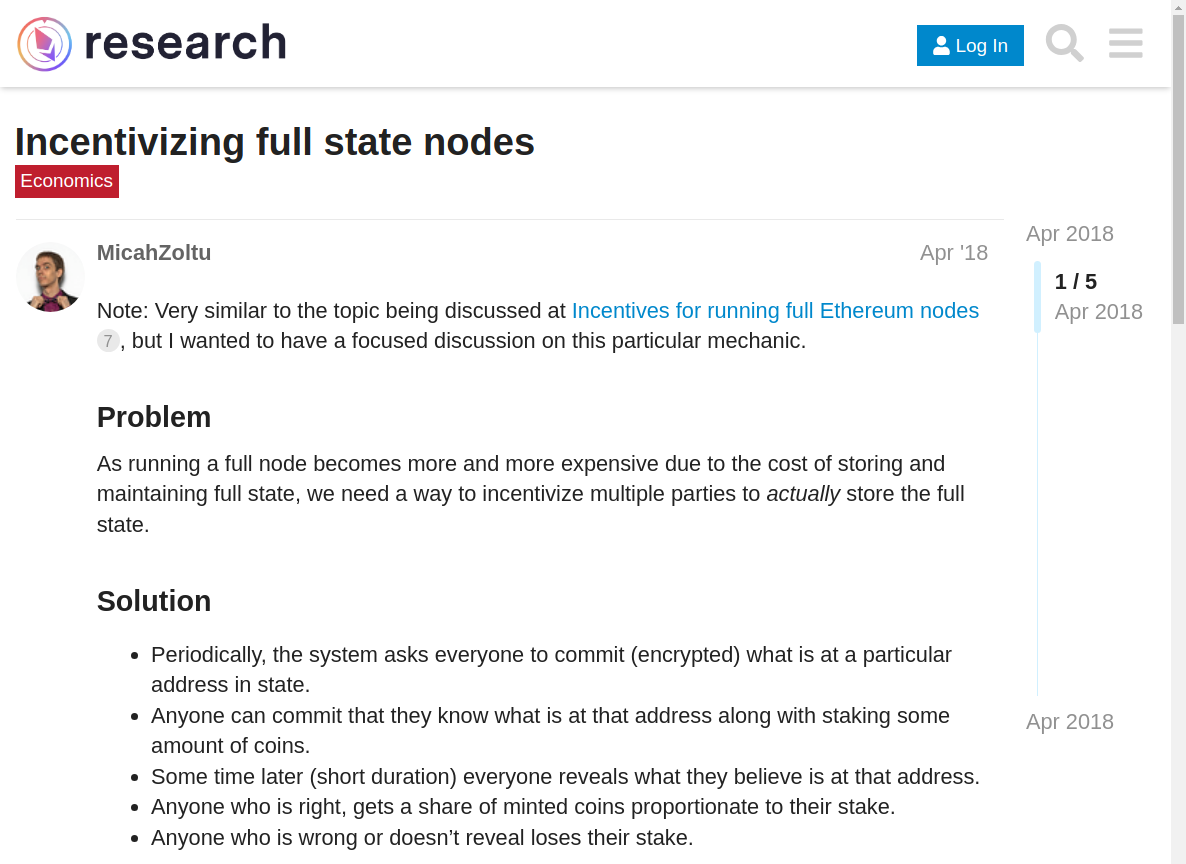 research
Log In
Incentivizing full state nodes
Economics
Apr 2018
MicahZoltu
Apr '18
1 / 5
Apr 2018
Note: Very similar to the topic being discussed at Incentives for running full Ethereum nodes
7 , but I wanted to have a focused discussion on this particular mechanic.
Problem
As running a full node becomes more and more expensive due to the cost of storing and
maintaining full state, we need a way to incentivize multiple parties to actually store the full
state.
Solution
• Periodically, the system asks everyone to commit (encrypted) what is at a particular
address in state.
• Anyone can commit that they know what is at that address along with staking some
amount of coins.
Apr 2018
• Some time later (short duration) everyone reveals what they believe is at that address.
• Anyone who is right, gets a share of minted coins proportionate to their stake.
• Anyone who is wrong or doesn’t reveal loses their stake.